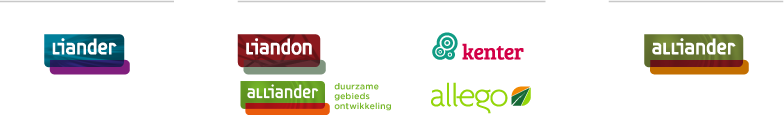 Liander
Liandon
kenter
alliander
alliander
duurzame
gebieds
ontwikkeling
allego